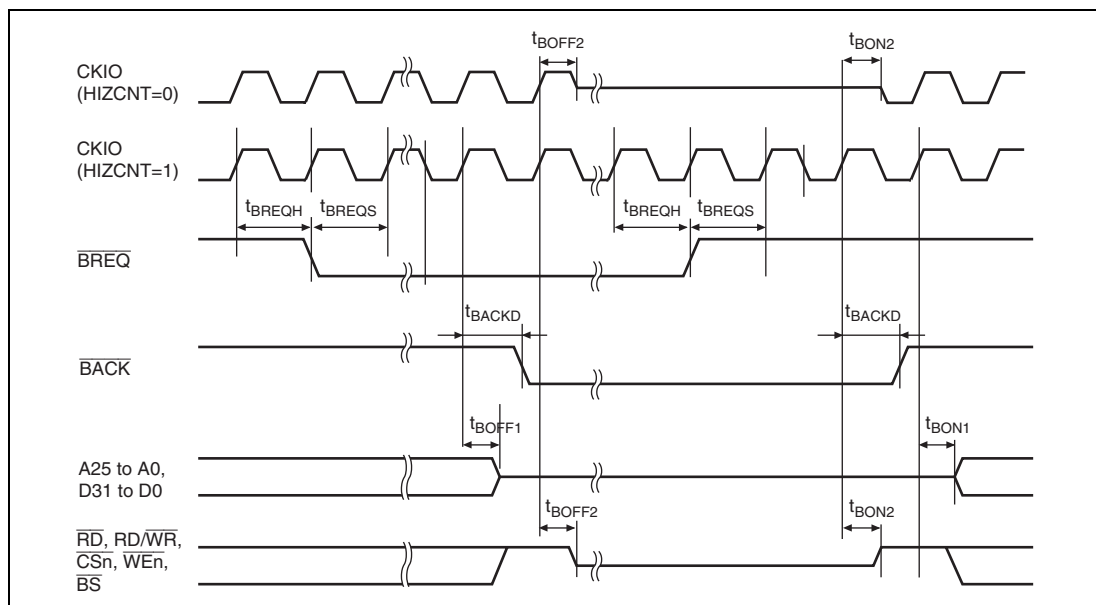 tBOFF2
tBON2
CKIO
(HIZCNT=0)
CKIO
(HIZCNT=1)
tBREQH
tBREQS
tBREQH
tBREQS
BREQ
tBACKD
tBACKD
BACK
tBOFF1
tBON1
A25 to A0,
D31 to D0
tBOFF2
tBON2
RD, RD/WR,
CSn, WEn,
BS